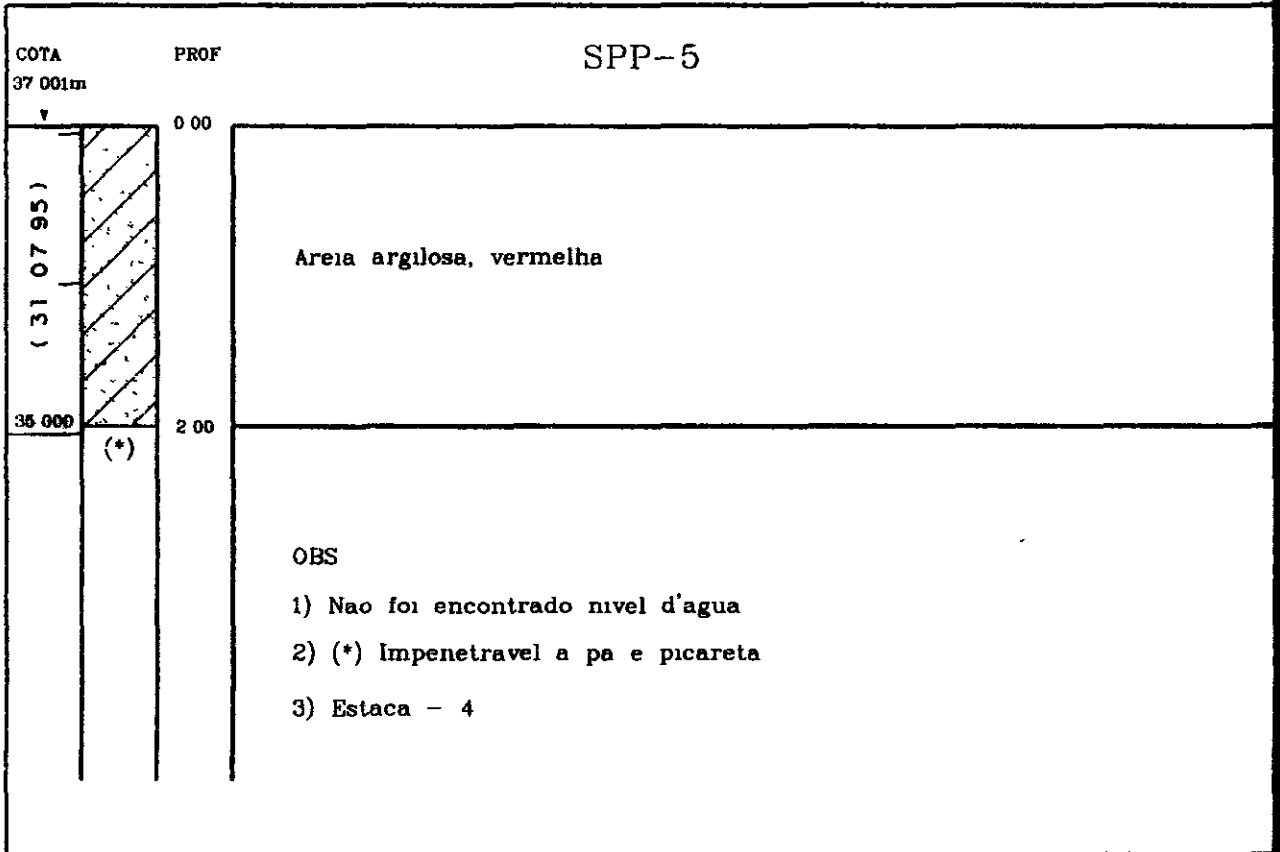 SPP-5
COTA PROF
37 001m
0 00
( 31 07 95 )
Areia argilosa, vermelha
35 000 2 00
(*)
OBS
1) Nao foi encontrado nivel d'agua
2) (*) Impenetravel a pa e picareta
3) Estaca - 4